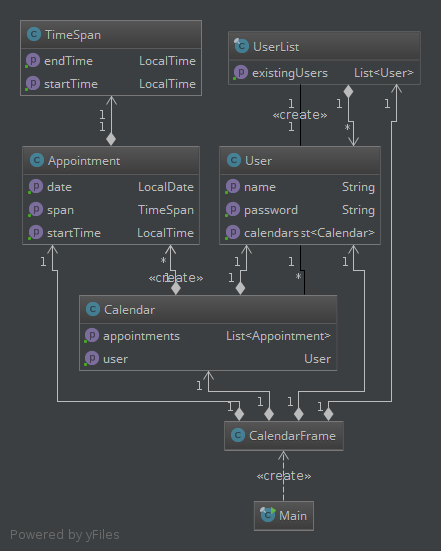 TimeSpan
endTime LocalTime
startTime LocalTime
UserList
existingUsers List<User>
1
1
1
1
«create»
1
1
*
Appointment
date LocalDate
span TimeSpan
startTime LocalTime
User
name String
password String
calendars st<Calendar>
1
*
1
1
1
«create»
1
1
*
Calendar
appointments List<Appointment>
user User
1
1
1
1
1
CalendarFrame
«create»
Main
Powered by yFiles